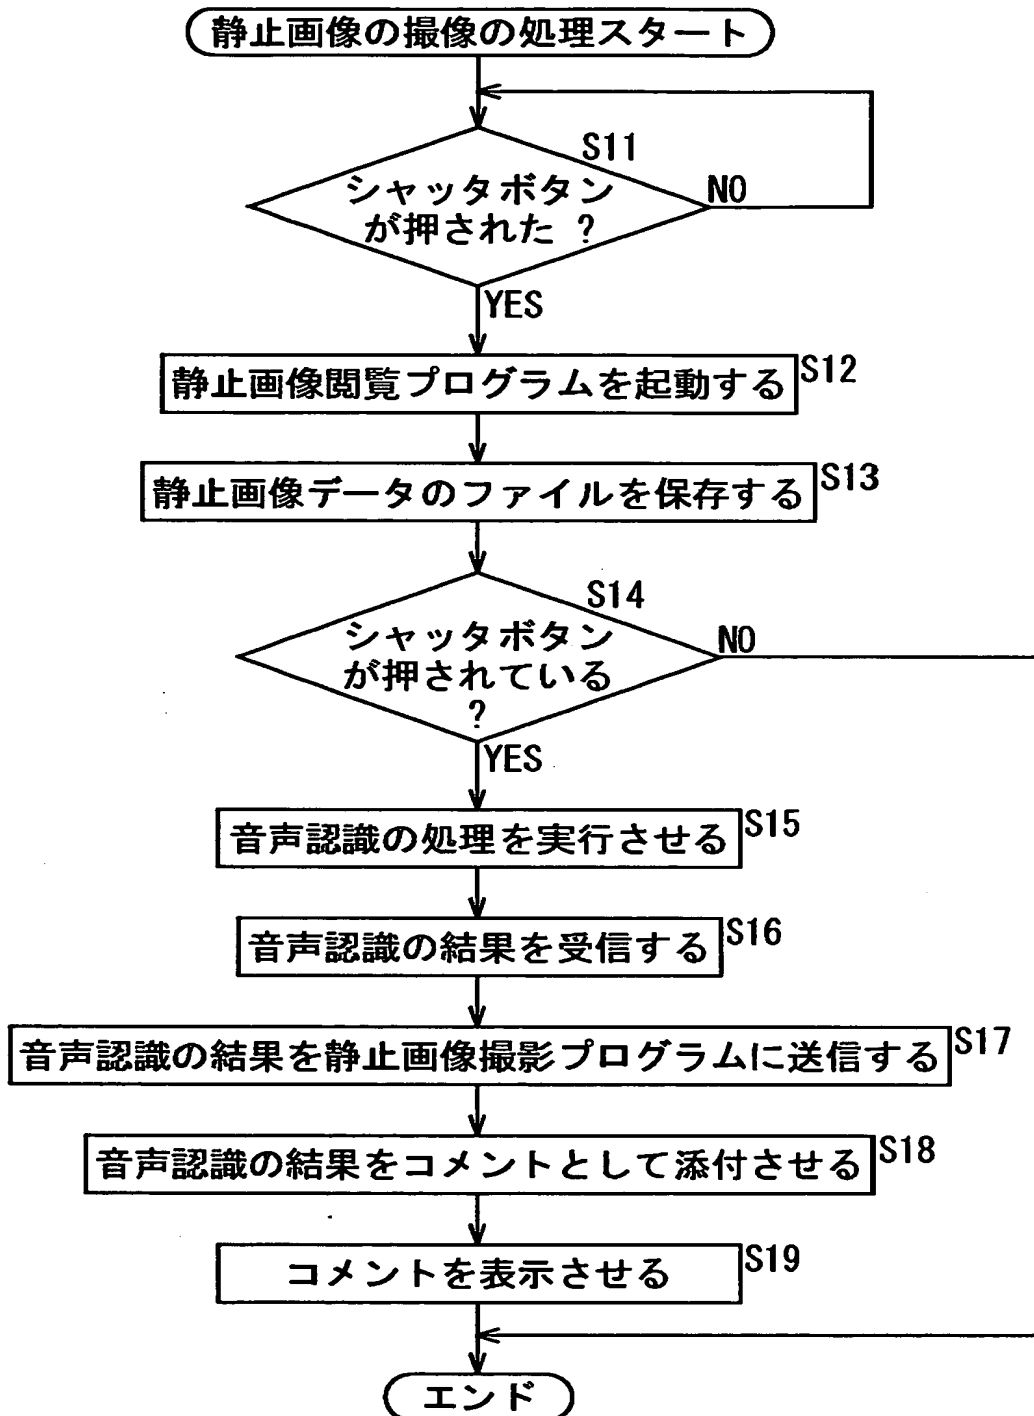 静止画像の撮像の処理スタート
S11
シャッタボタン
が押された ?
NO
YES
静止画像閲覧プログラムを起動する
S12
静止画像データのファイルを保存する
S13
S14
シャッタボタン
が押されている
?
NO
YES
音声認識の処理を実行させる
S15
音声認識の結果を受信する
S16
音声認識の結果を静止画像撮影プログラムに送信する
S17
音声認識の結果をコメントとして添付させる
S18
コメントを表示させる
S19
エンド